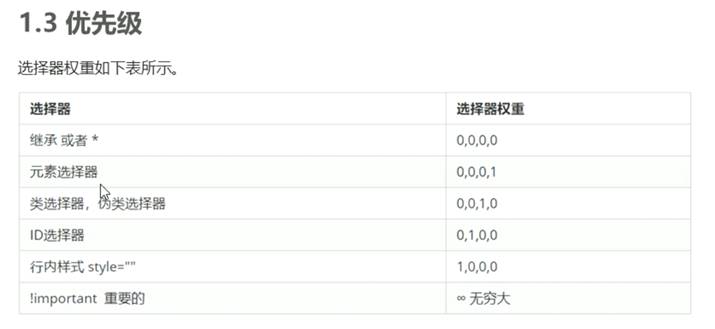 1.3 优先级
选择器权重如下表所示。
选择器 选择器权重
继承 或者 * 0,0,0,0
元素选择器 0,0,0,1
类选择器，伪类选择器 0,0,1,0
ID选择器 0,1,0,0
行内样式 style="" 1,0,0,0
!important 重要的 ∞ 无穷大